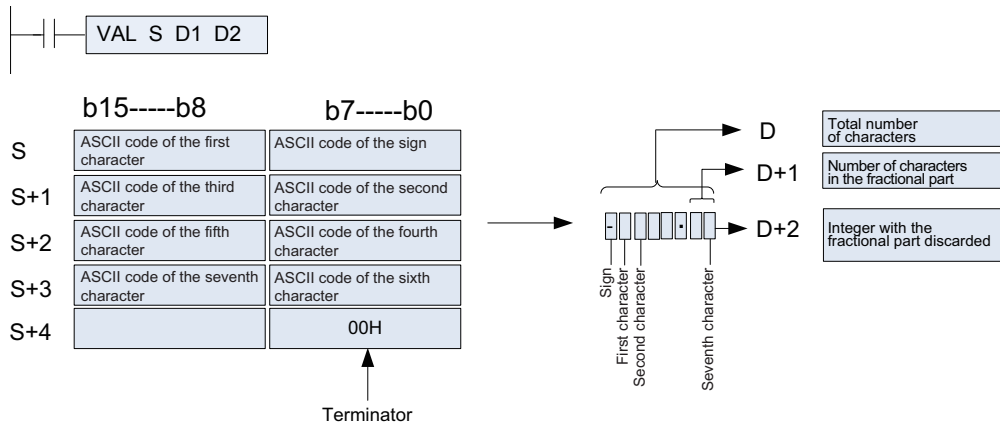 VAL S D1 D2
b15-----b8
b7-----b0
S
ASCII code of the first
character
ASCII code of the sign
S+1
ASCII code of the third
character
ASCII code of the second
character
S+2
ASCII code of the fifth
character
ASCII code of the fourth
character
S+3
ASCII code of the seventh
character
ASCII code of the sixth
character
S+4
00H
Terminator
D
Total number
of characters
D+1
Number of characters
in the fractional part
- .
D+2
Integer with the
fractional part discarded
Sign
First character
Second character
Seventh character